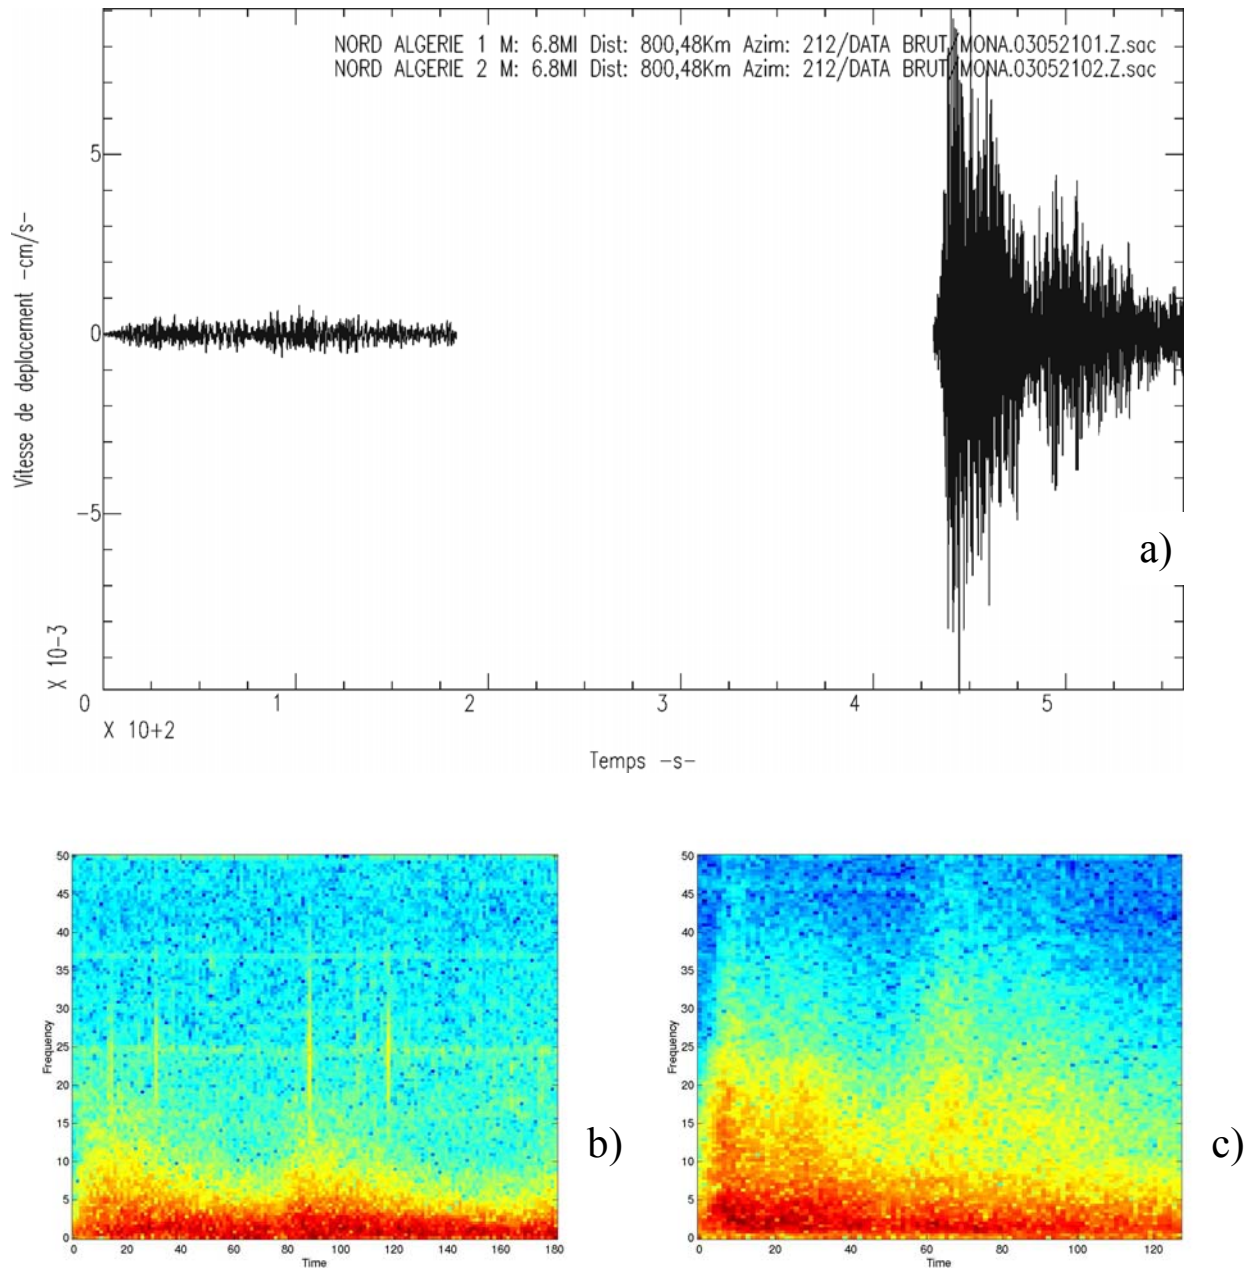 NORD ALGERIE 1 M: 6.8Ml Dist: 800,48Km Azim: 212/DATA BRUT/MONA.03052101.Z.sac
NORD ALGERIE 2 M: 6.8Ml Dist: 800,48Km Azim: 212/DATA BRUT/MONA.03052102.Z.sac
Vitesse de deplacement -cm/s-
5
0
-5
X 10-3
a)
0 1 2 3 4 5
X 10+2
Temps -s-
Frequency
50
45
40
35
30
25
20
15
10
5
0
0 20 40 60 80 100 120 140 160 180
Time
b)
Frequency
50
45
40
35
30
25
20
15
10
5
0
0 20 40 60 80 100 120
Time
c)